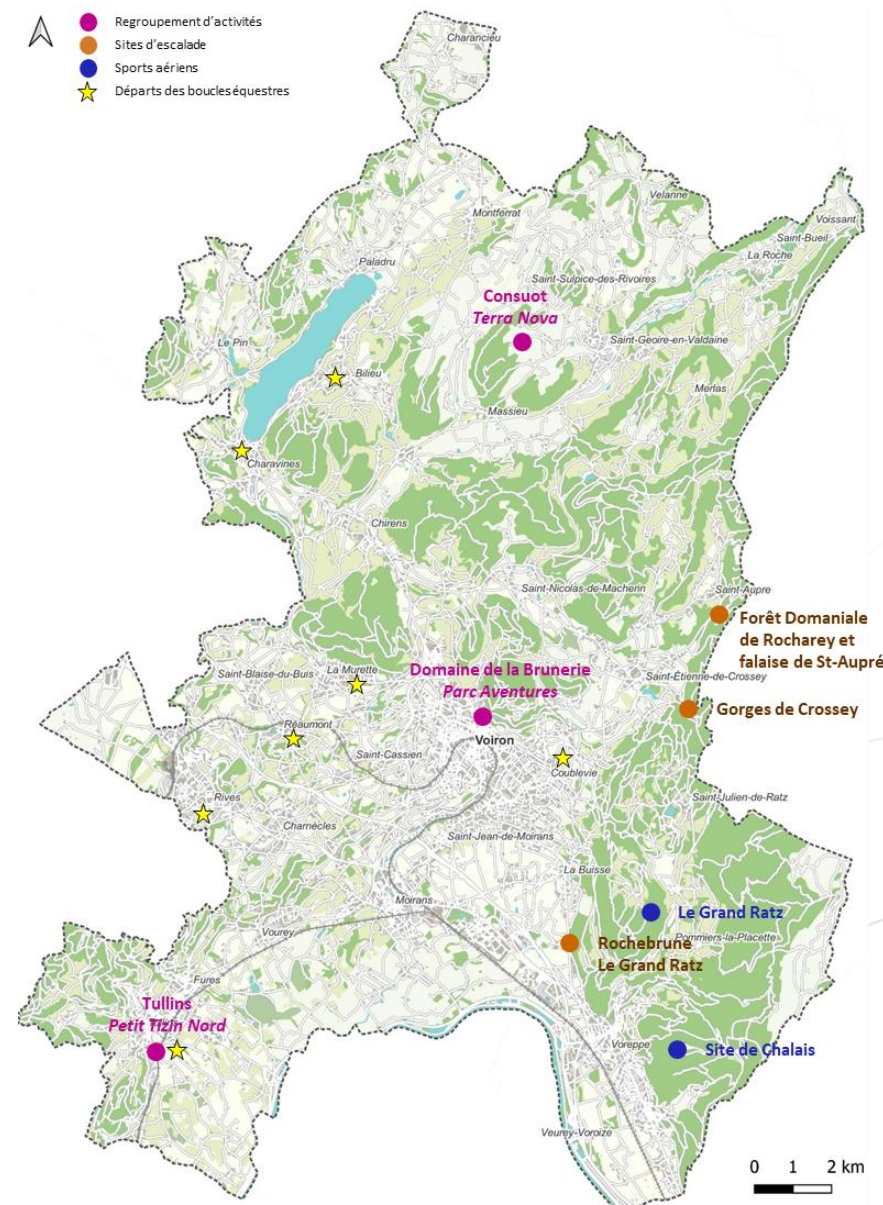 Regroupement d'activités
Sites d'escalade
Sports aériens
Départs des boucles équestres
Charancieu
Velanne
Voissant
Montferrat
Saint-Bueil
La Roche
Paladru
Saint-Sulpice-des-Rivoires
Consuot
Terra Nova
Le Pin
Saint-Geoire-en-Valdaine
Bilieu
Merlas
Massieu
Charavines
Chirens
Saint-Nicolas-de-Macherin
Saint-Aupre
Forêt Domaniale
de Rocharey et
falaise de St-Aupré
Saint-Blaise-du-Buis
La Murette
Domaine de la Brunerie
Parc Aventures
Saint-Étienne-de-Crossey
Gorges de Crossey
Réaumont
Saint-Cassien
Voiron
Coublevie
Rives
Saint-Julien-de-Ratz
Charnècles
Saint-Jean-de-Moirans
La Buisse
Moirans
Le Grand Ratz
Vourey
Pommiers-la-Placette
Rochebrune
Le Grand Ratz
Fures
Tullins
Petit Tizin Nord
Voreppe
Site de Chalais
Veurey-Voroize
0 1 2 km